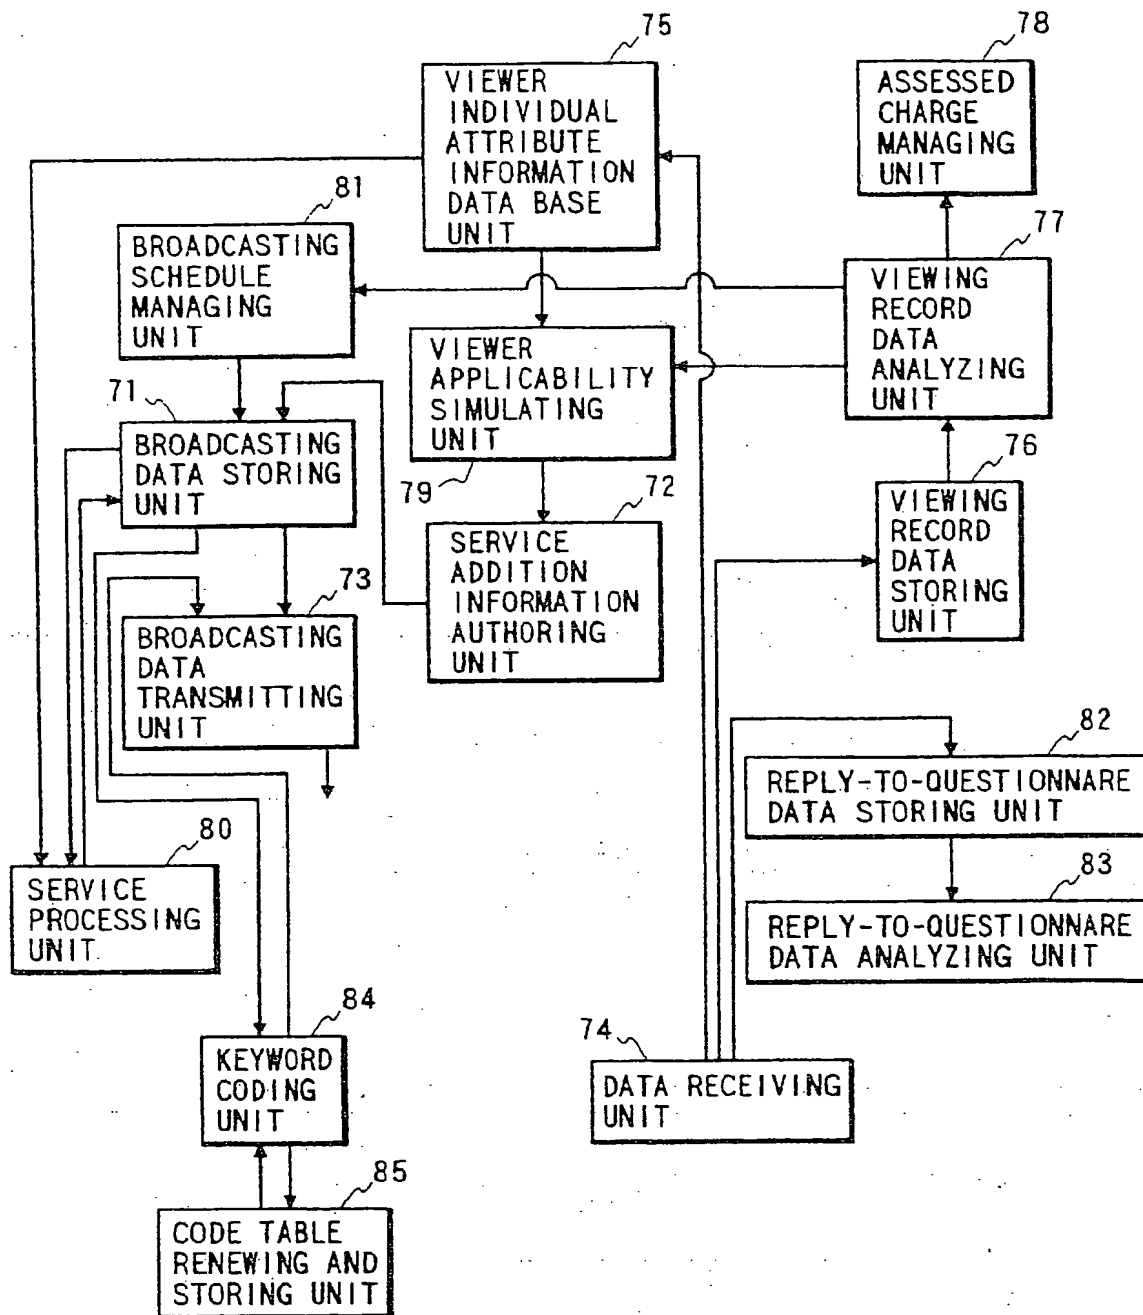 75
VIEWER
INDIVIDUAL
ATTRIBUTE
INFORMATION
DATA BASE
UNIT
78
ASSESSED
CHARGE
MANAGING
UNIT
81
BROADCASTING
SCHEDULE
MANAGING
UNIT
77
VIEWING
RECORD
DATA
ANALYZING
UNIT
VIEWER
APPLICABILITY
SIMULATING
UNIT
79
71
BROADCASTING
DATA STORING
UNIT
76
VIEWING
RECORD
DATA
STORING
UNIT
72
SERVICE
ADDITION
INFORMATION
AUTHORING
UNIT
73
BROADCASTING
DATA
TRANSMITTING
UNIT
82
REPLY-TO-QUESTIONNARE
DATA STORING UNIT
80
SERVICE
PROCESSING
UNIT
83
REPLY-TO-QUESTIONNARE
DATA ANALYZING UNIT
84
KEYWORD
CODING
UNIT
74
DATA RECEIVING
UNIT
85
CODE TABLE
RENEWING AND
STORING UNIT